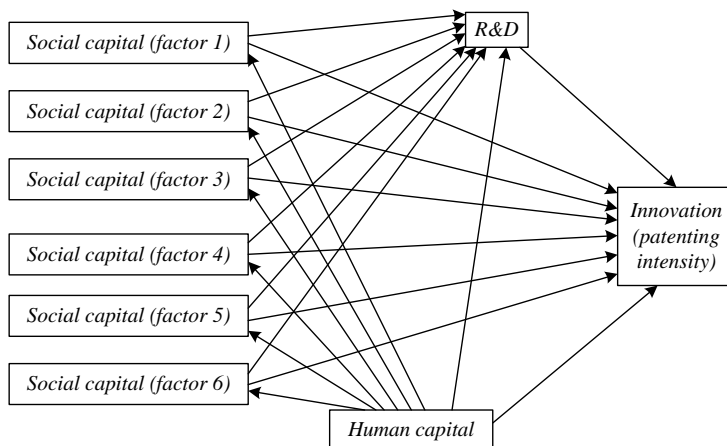 Social capital (factor 1)
R&D
Social capital (factor 2)
Social capital (factor 3)
Innovation
(patenting
intensity)
Social capital (factor 4)
Social capital (factor 5)
Social capital (factor 6)
Human capital